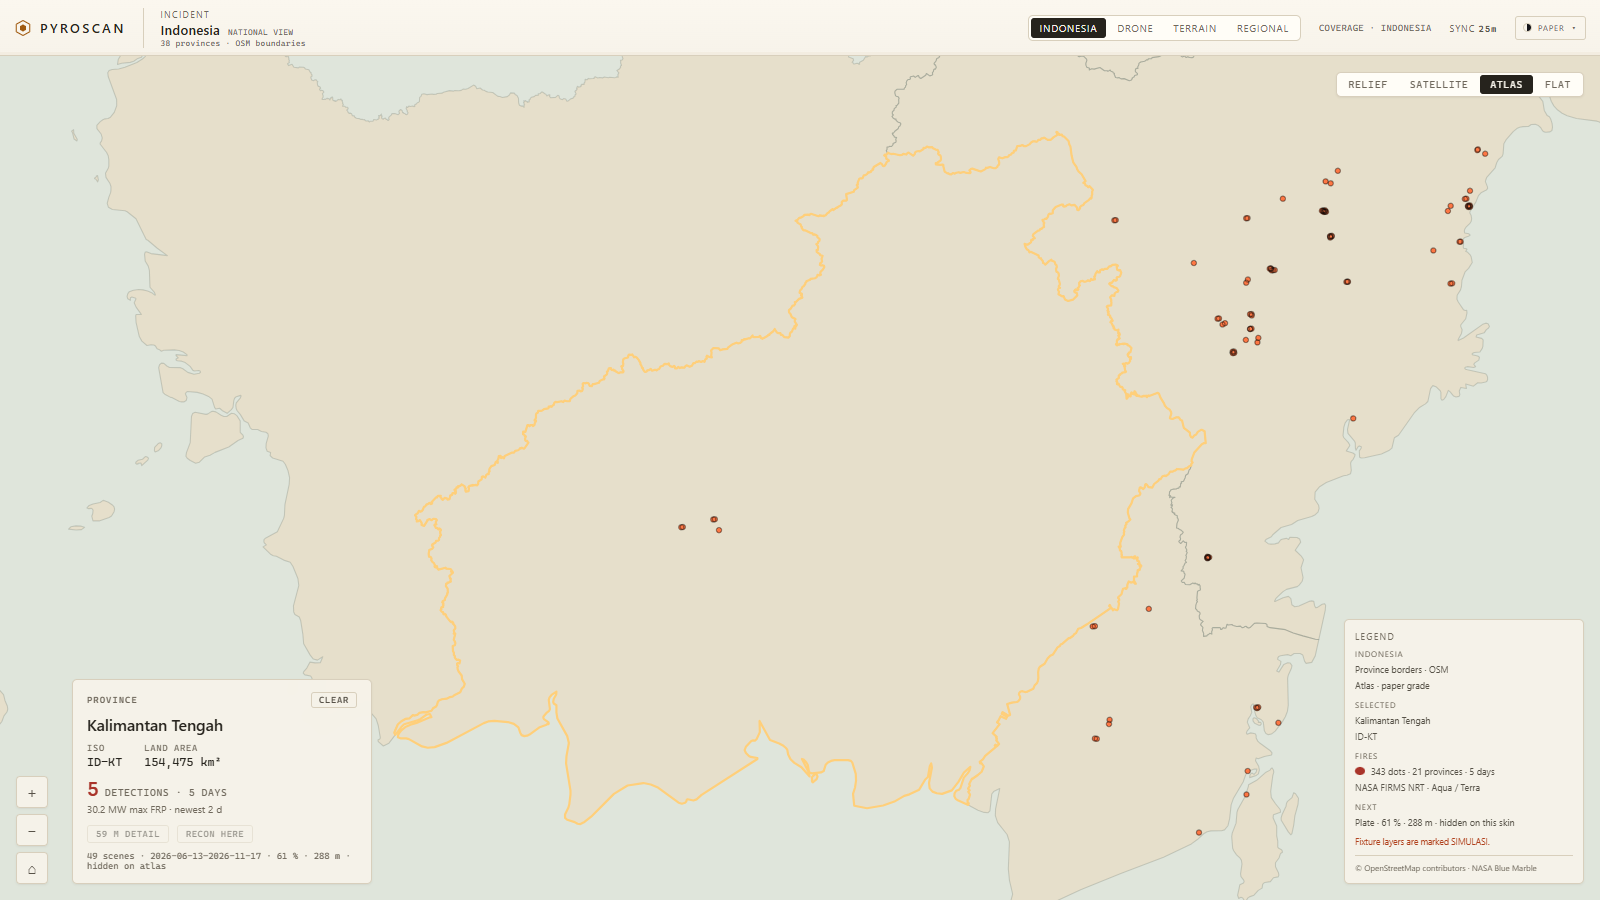 PYROSCAN
INCIDENT
Indonesia NATIONAL VIEW
38 provinces · OSM boundaries
INDONESIA DRONE TERRAIN REGIONAL
COVERAGE · INDONESIA
SYNC 25m
PAPER
RELIEF SATELLITE ATLAS FLAT
PROVINCE CLEAR
Kalimantan Tengah
ISO LAND AREA
ID-KT 154,475 km²
5 DETECTIONS · 5 DAYS
30.2 MW max FRP · newest 2 d
59 M DETAIL RECON HERE
49 scenes · 2026-06-13–2026-11-17 · 61 % · 288 m ·
hidden on atlas
+
−
⌂
LEGEND
INDONESIA
Province borders · OSM
Atlas · paper grade
SELECTED
Kalimantan Tengah
ID-KT
FIRES
343 dots · 21 provinces · 5 days
NASA FIRMS NRT · Aqua / Terra
NEXT
Plate · 61 % · 288 m · hidden on this skin
Fixture layers are marked SIMULASI.
© OpenStreetMap contributors · NASA Blue Marble